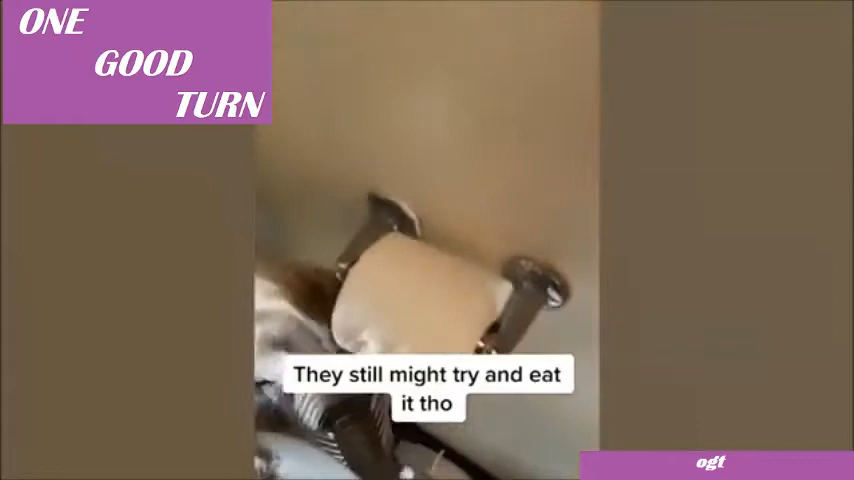 ONE
GOOD
TURN
They still might try and eat
it tho
ogt